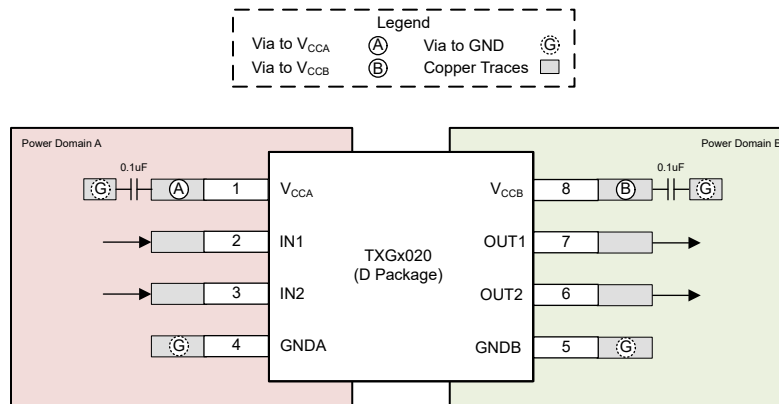 Legend
Via to VCCA A Via to GND G
Via to VCCB B Copper Traces
Power Domain A Power Domain B
0.1uF 0.1uF
G A 1 VCCA VCCB 8 B G
2 IN1 OUT1 7
TXGx020
(D Package)
3 IN2 OUT2 6
G 4 GNDA GNDB 5 G